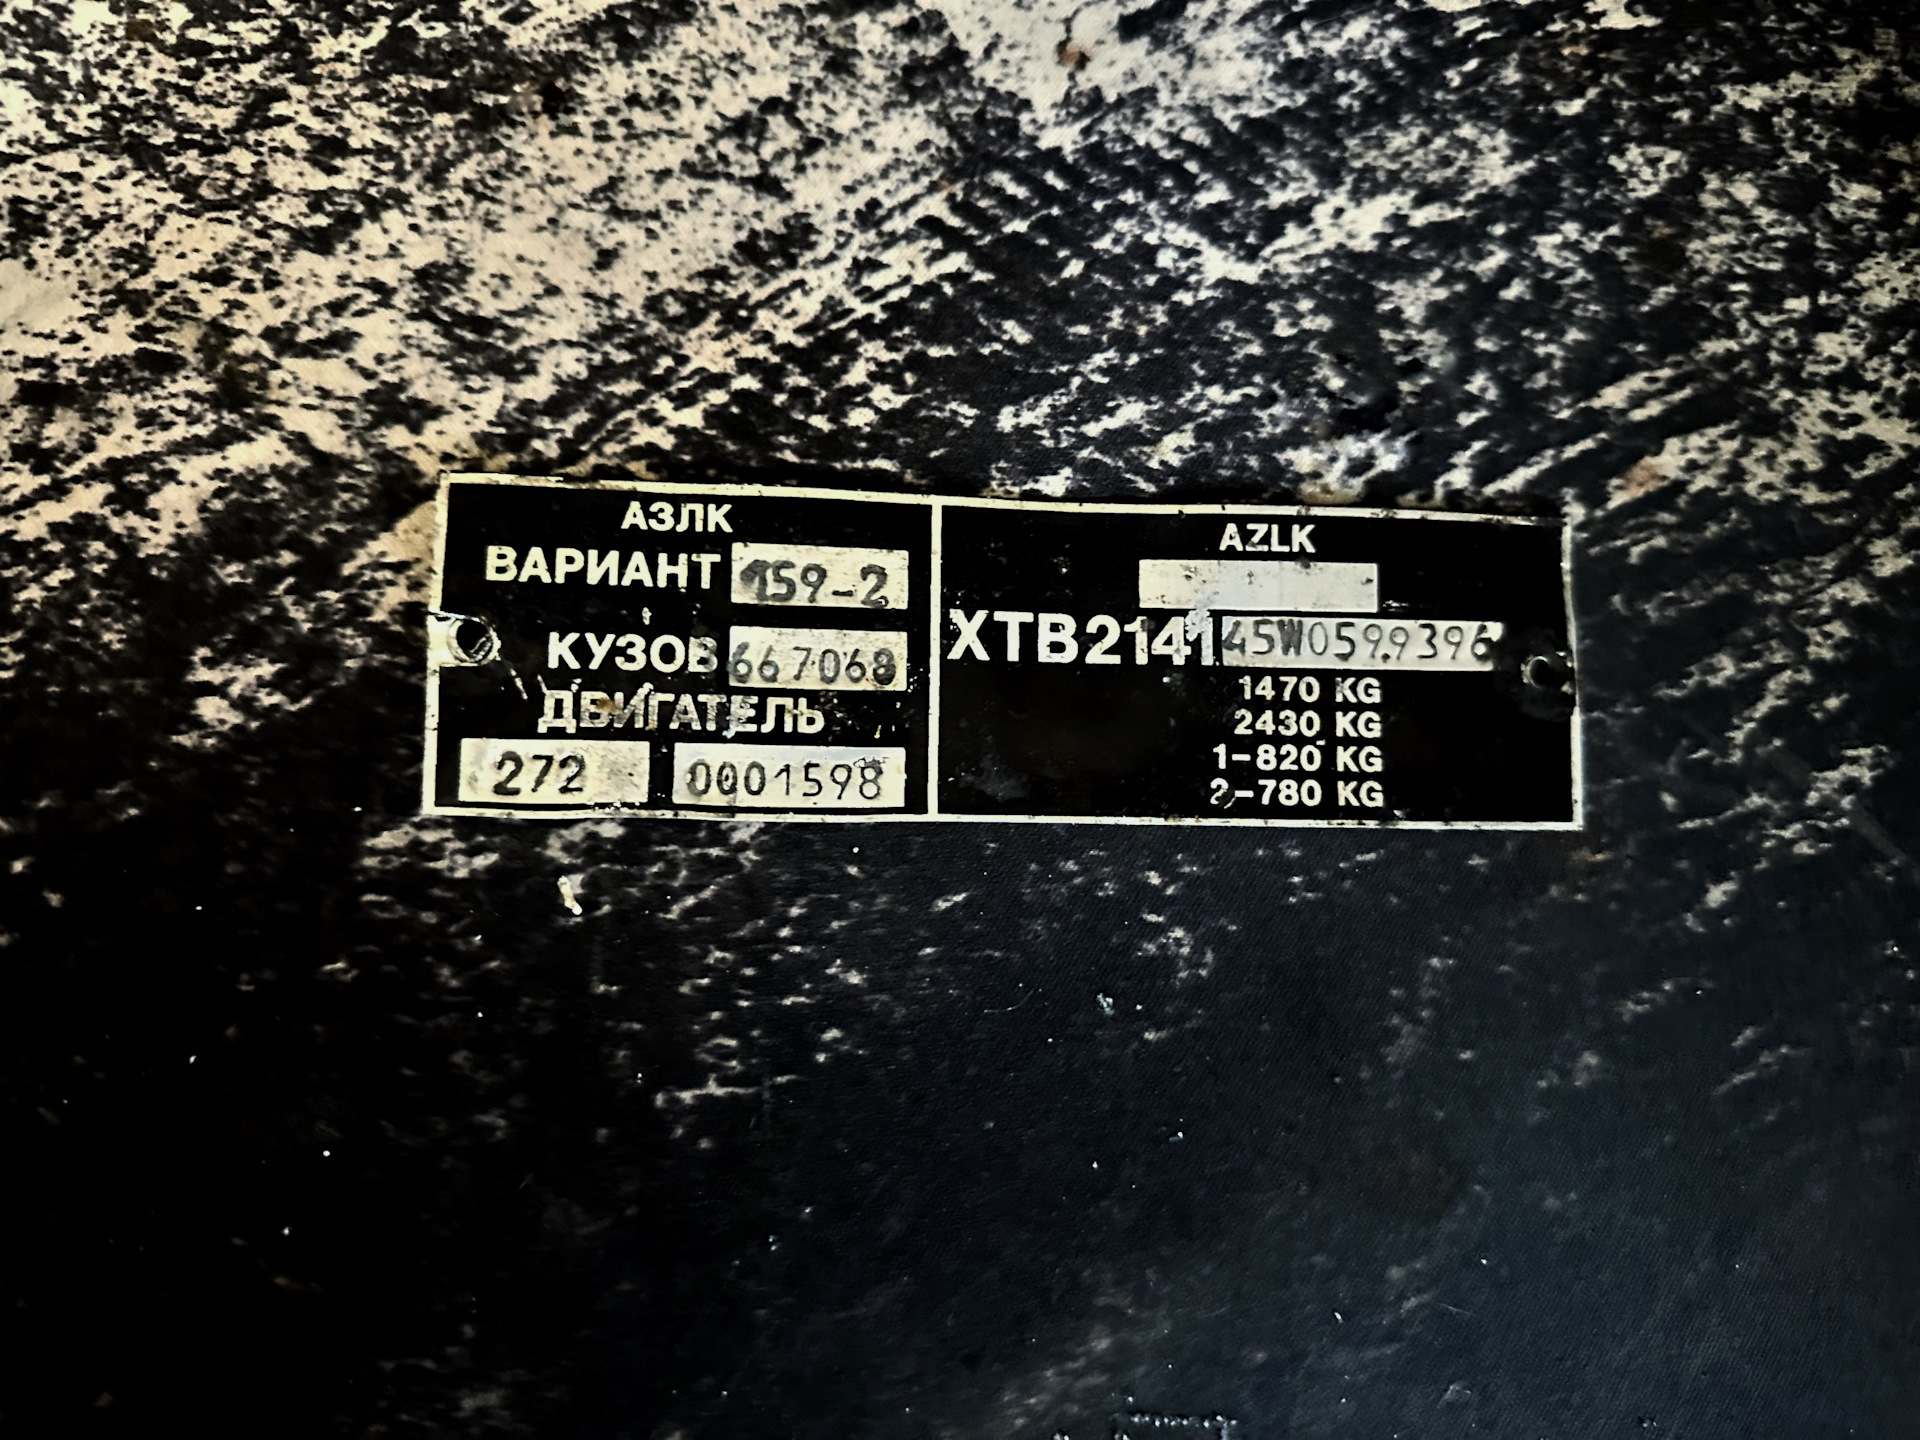 АЗЛК
ВАРИАНТ 159-2
КУЗОВ 667068
ДВИГАТЕЛЬ
272 0001598
AZLK
XTB214145W0599396
1470 KG
2430 KG
1-820 KG
2-780 KG